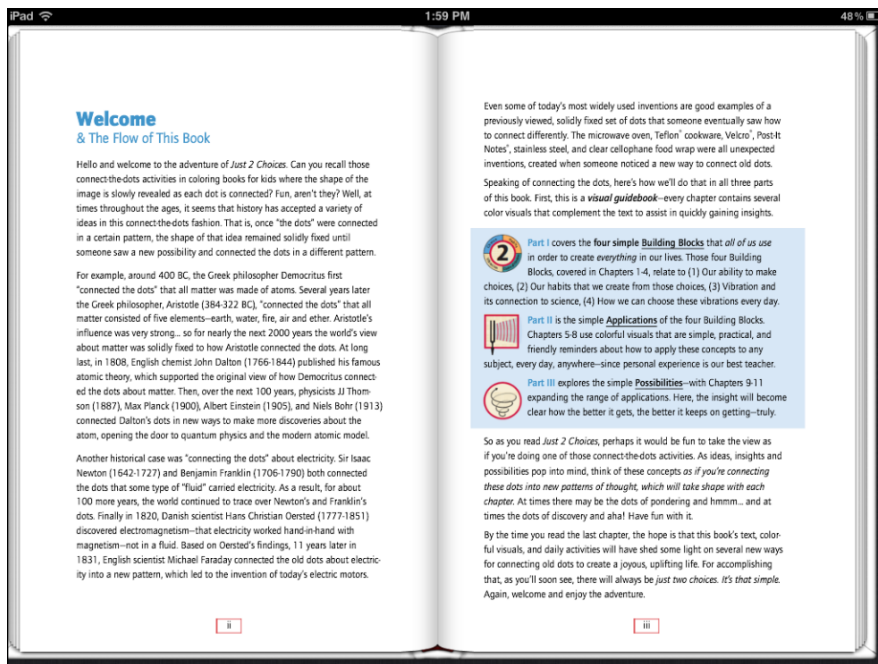 iPad
1:59 PM
48%
Welcome
& The Flow of This Book
Hello and welcome to the adventure of Just 2 Choices. Can you recall those
connect-the-dots activities in coloring books for kids where the shape of the
image is slowly revealed as each dot is connected? Fun, aren't they? Well, at
times throughout the ages, it seems that history has accepted a variety of
ideas in this connect-the-dots fashion. That is, once "the dots" were connected
in a certain pattern, the shape of that idea remained solidly fixed until
someone saw a new possibility and connected the dots in a different pattern.
For example, around 400 BC, the Greek philosopher Democritus first
"connected the dots" that all matter was made of atoms. Several years later
the Greek philosopher, Aristotle (384-322 BC), "connected the dots" that all
matter consisted of five elements—earth, water, fire, air and ether. Aristotle's
influence was very strong... so for nearly the next 2000 years the world's view
about matter was solidly fixed to how Aristotle connected the dots. At long
last, in 1808, English chemist John Dalton (1766-1844) published his famous
atomic theory, which supported the original view of how Democritus connect-
ed the dots about matter. Then, over the next 100 years, physicists JJ Thom-
son (1887), Max Planck (1900), Albert Einstein (1905), and Niels Bohr (1913)
connected Dalton's dots in new ways to make more discoveries about the
atom, opening the door to quantum physics and the modern atomic model.
Another historical case was "connecting the dots" about electricity. Sir Isaac
Newton (1642-1727) and Benjamin Franklin (1706-1790) both connected
the dots that some type of "fluid" carried electricity. As a result, for about
100 more years, the world continued to trace over Newton's and Franklin's
dots. Finally in 1820, Danish scientist Hans Christian Oersted (1777-1851)
discovered electromagnetism—that electricity worked hand-in-hand with
magnetism—not in a fluid. Based on Oersted's findings, 11 years later in
1831, English scientist Michael Faraday connected the old dots about electric-
ity into a new pattern, which led to the invention of today's electric motors.
ii
Even some of today's most widely used inventions are good examples of a
previously viewed, solidly fixed set of dots that someone eventually saw how
to connect differently. The microwave oven, Teflon® cookware, Velcro®, Post-It
Notes®, stainless steel, and clear cellophane food wrap were all unexpected
inventions, created when someone noticed a new way to connect old dots.
Speaking of connecting the dots, here's how we'll do that in all three parts
of this book. First, this is a visual guidebook—every chapter contains several
color visuals that complement the text to assist in quickly gaining insights.
2
Part I covers the four simple Building Blocks that all of us use
in order to create everything in our lives. Those four Building
Blocks, covered in Chapters 1-4, relate to (1) Our ability to make
choices, (2) Our habits that we create from those choices, (3) Vibration and
its connection to science, (4) How we can choose these vibrations every day.
Part II is the simple Applications of the four Building Blocks.
Chapters 5-8 use colorful visuals that are simple, practical, and
friendly reminders about how to apply these concepts to any
subject, every day, anywhere—since personal experience is our best teacher.
Part III explores the simple Possibilities—with Chapters 9-11
expanding the range of applications. Here, the insight will become
clear how the better it gets, the better it keeps on getting—truly.
So as you read Just 2 Choices, perhaps it would be fun to take the view as
if you're doing one of those connect-the-dots activities. As ideas, insights and
possibilities pop into mind, think of these concepts as if you're connecting
these dots into new patterns of thought, which will take shape with each
chapter. At times there may be the dots of pondering and hmmm... and at
times the dots of discovery and aha! Have fun with it.
By the time you read the last chapter, the hope is that this book's text, color-
ful visuals, and daily activities will have shed some light on several new ways
for connecting old dots to create a joyous, uplifting life. For accomplishing
that, as you'll soon see, there will always be just two choices. It's that simple.
Again, welcome and enjoy the adventure.
iii